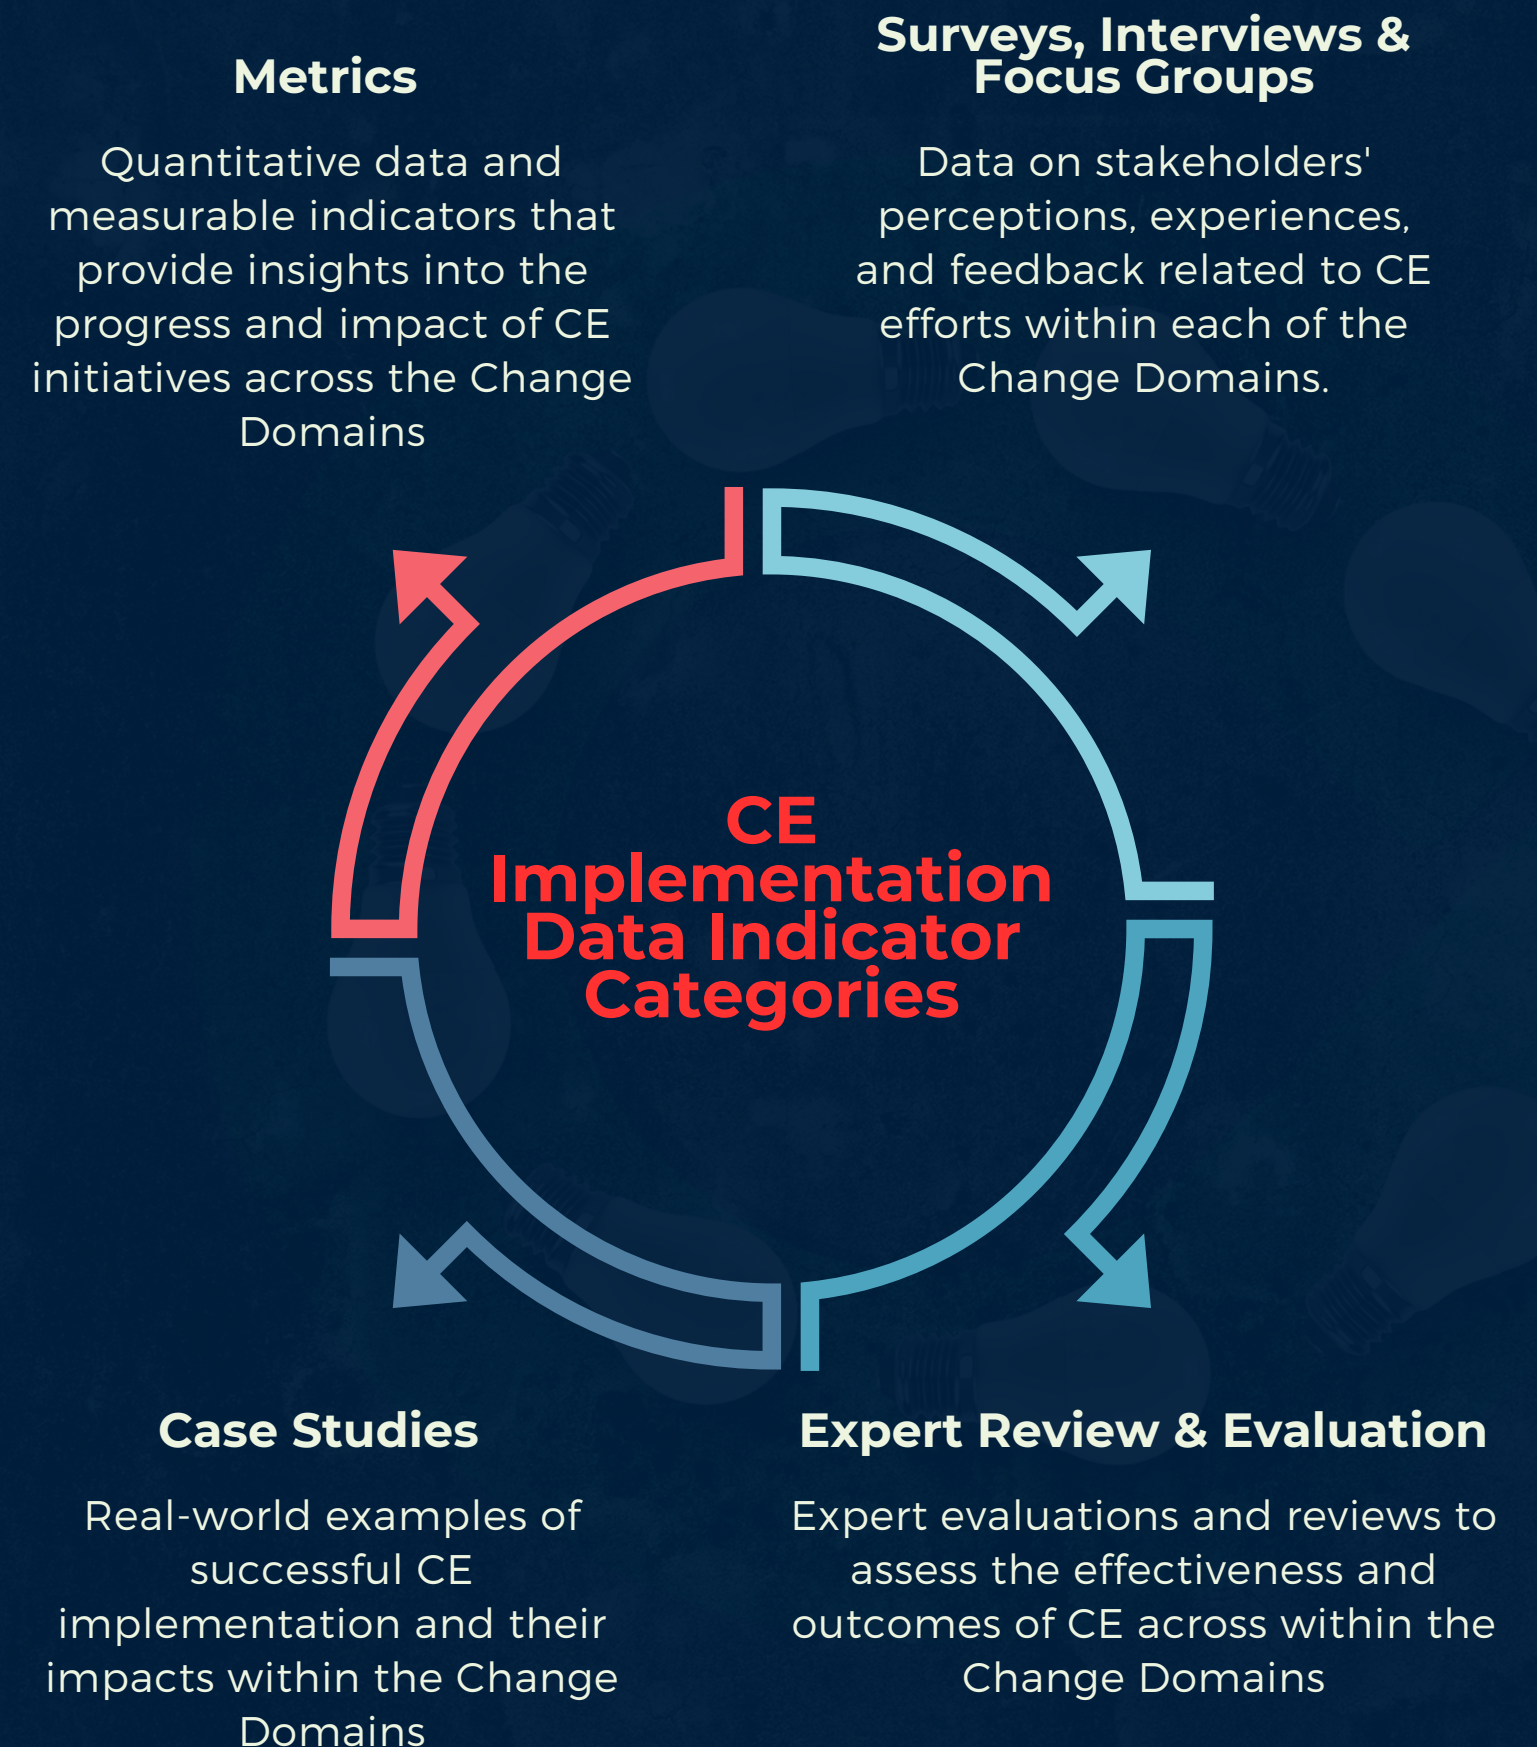 Metrics
Quantitative data and
measurable indicators that
provide insights into the
progress and impact of CE
initiatives across the Change
Domains
Surveys, Interviews &
Focus Groups
Data on stakeholders'
perceptions, experiences,
and feedback related to CE
efforts within each of the
Change Domains.
CE
Implementation
Data Indicator
Categories
Case Studies
Real-world examples of
successful CE
implementation and their
impacts within the Change
Domains
Expert Review & Evaluation
Expert evaluations and reviews to
assess the effectiveness and
outcomes of CE across within the
Change Domains